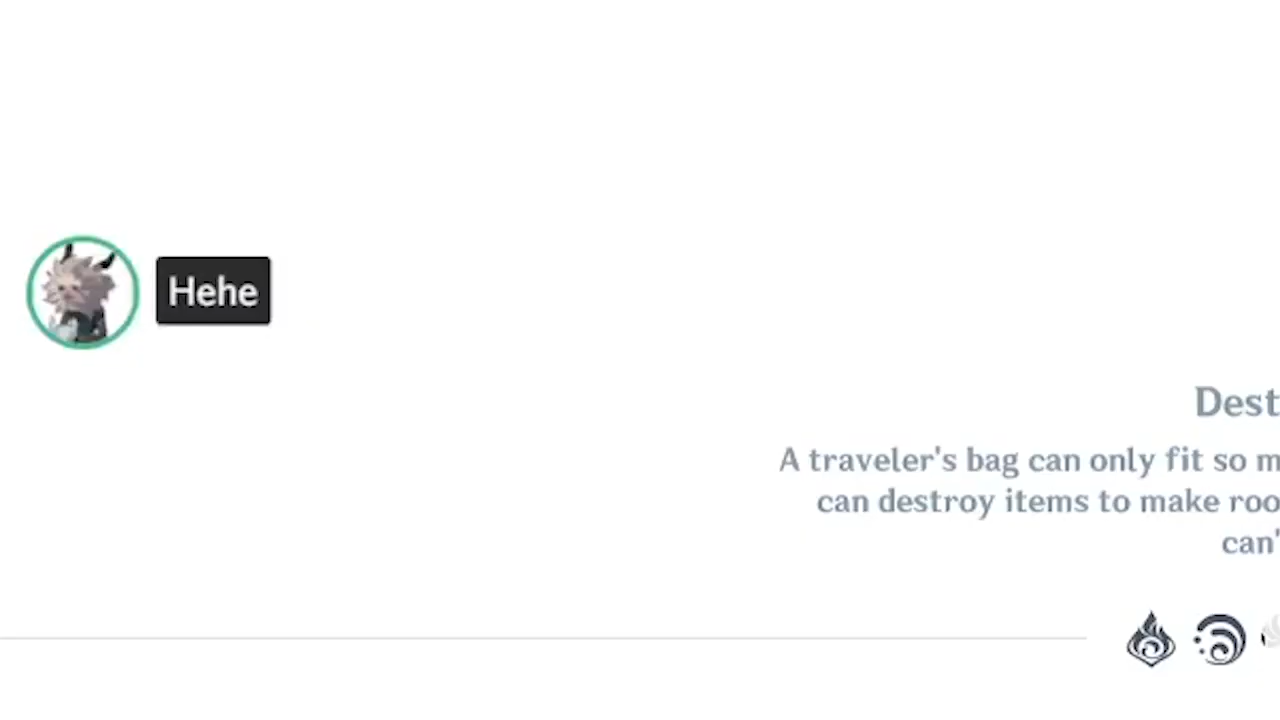 Hehe
Dest
A traveler's bag can only fit so m
can destroy items to make roo
can'